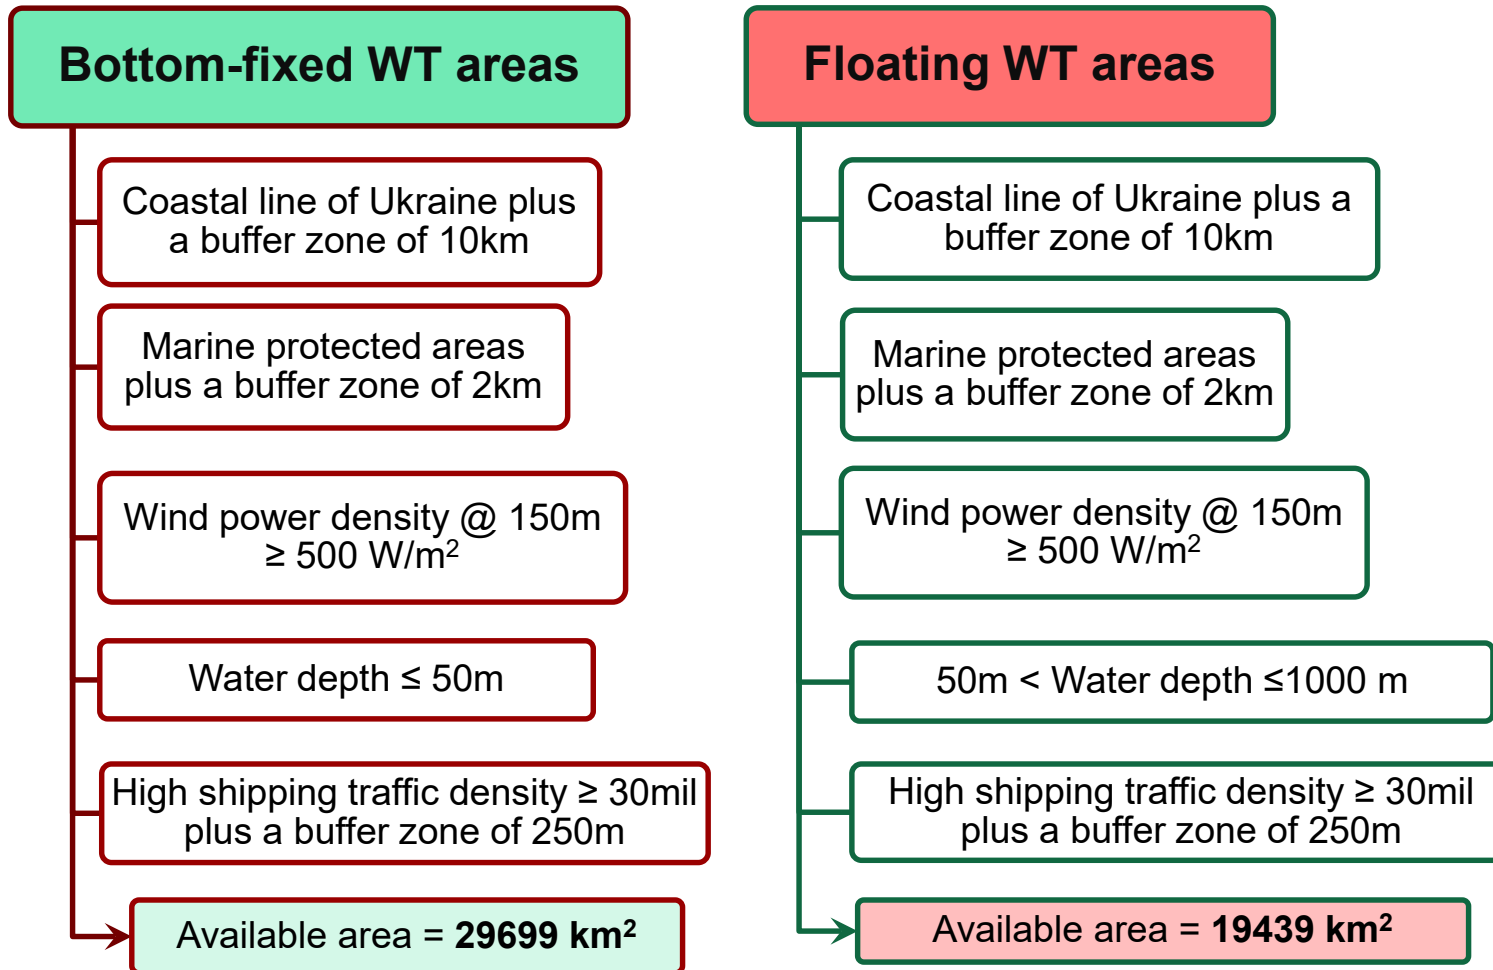 Bottom-fixed WT areas
Coastal line of Ukraine plus
a buffer zone of 10km
Marine protected areas
plus a buffer zone of 2km
Wind power density @ 150m
≥ 500 W/m²
Water depth ≤ 50m
High shipping traffic density ≥ 30mil
plus a buffer zone of 250m
Available area = 29699 km²
Floating WT areas
Coastal line of Ukraine plus a
buffer zone of 10km
Marine protected areas
plus a buffer zone of 2km
Wind power density @ 150m
≥ 500 W/m²
50m < Water depth ≤1000 m
High shipping traffic density ≥ 30mil
plus a buffer zone of 250m
Available area = 19439 km²